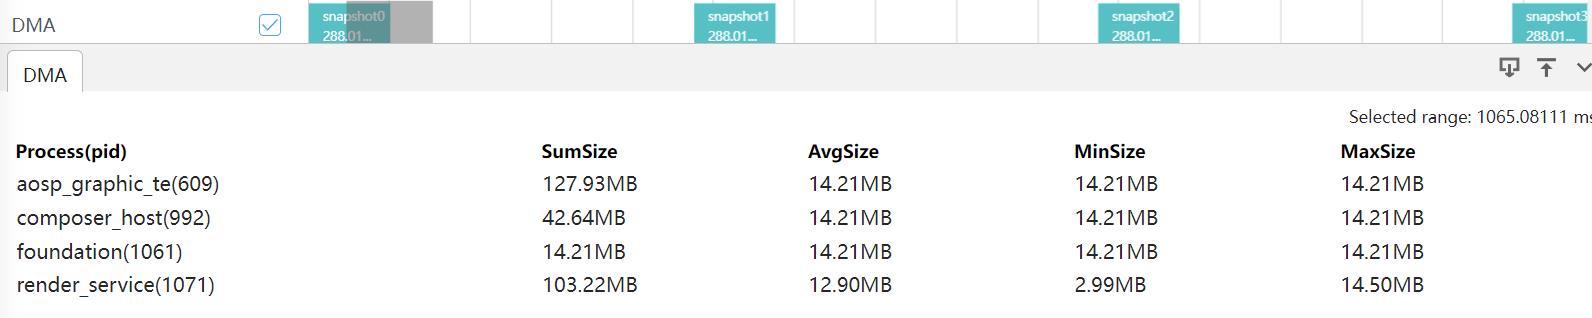 DMA
snapshot0
288.01...
snapshot1
288.01...
snapshot2
288.01...
snapshot3
288.01...
DMA
Selected range: 1065.08111 ms
Process(pid) SumSize AvgSize MinSize MaxSize
aosp_graphic_te(609) 127.93MB 14.21MB 14.21MB 14.21MB
composer_host(992) 42.64MB 14.21MB 14.21MB 14.21MB
foundation(1061) 14.21MB 14.21MB 14.21MB 14.21MB
render_service(1071) 103.22MB 12.90MB 2.99MB 14.50MB